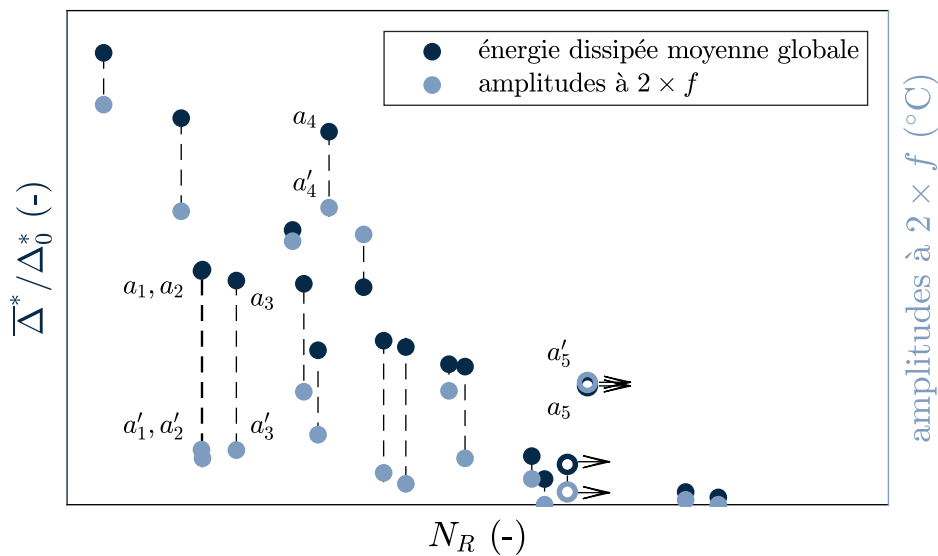 énergie dissipée moyenne globale
amplitudes à 2 × f
a₄
a′₄
a₁, a₂
a₃
a′₁, a′₂
a′₃
a′₅
a₅
Δ̅*/Δ₀* (-)
amplitudes à 2 × f (°C)
N_R (-)